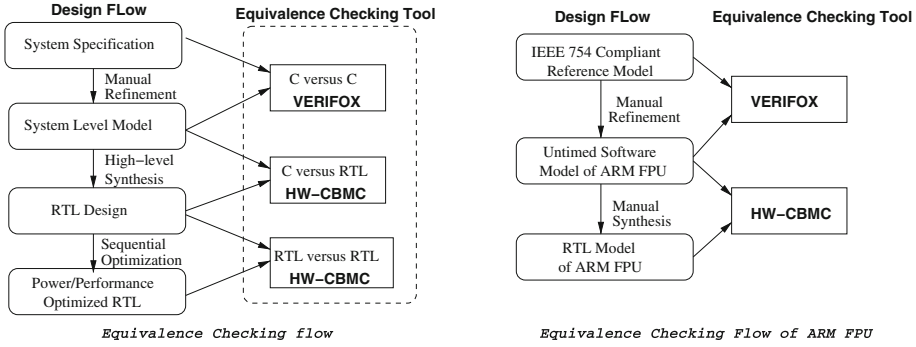 Design FLow
Equivalence Checking Tool
System Specification
Manual
Refinement
C versus C
VERIFOX
System Level Model
High-level
Synthesis
C versus RTL
HW-CBMC
RTL Design
Sequential
Optimization
RTL versus RTL
HW-CBMC
Power/Performance
Optimized RTL
Equivalence Checking flow
Design FLow
Equivalence Checking Tool
IEEE 754 Compliant
Reference Model
VERIFOX
Manual
Refinement
Untimed Software
Model of ARM FPU
HW-CBMC
Manual
Synthesis
RTL Model
of ARM FPU
Equivalence Checking Flow of ARM FPU